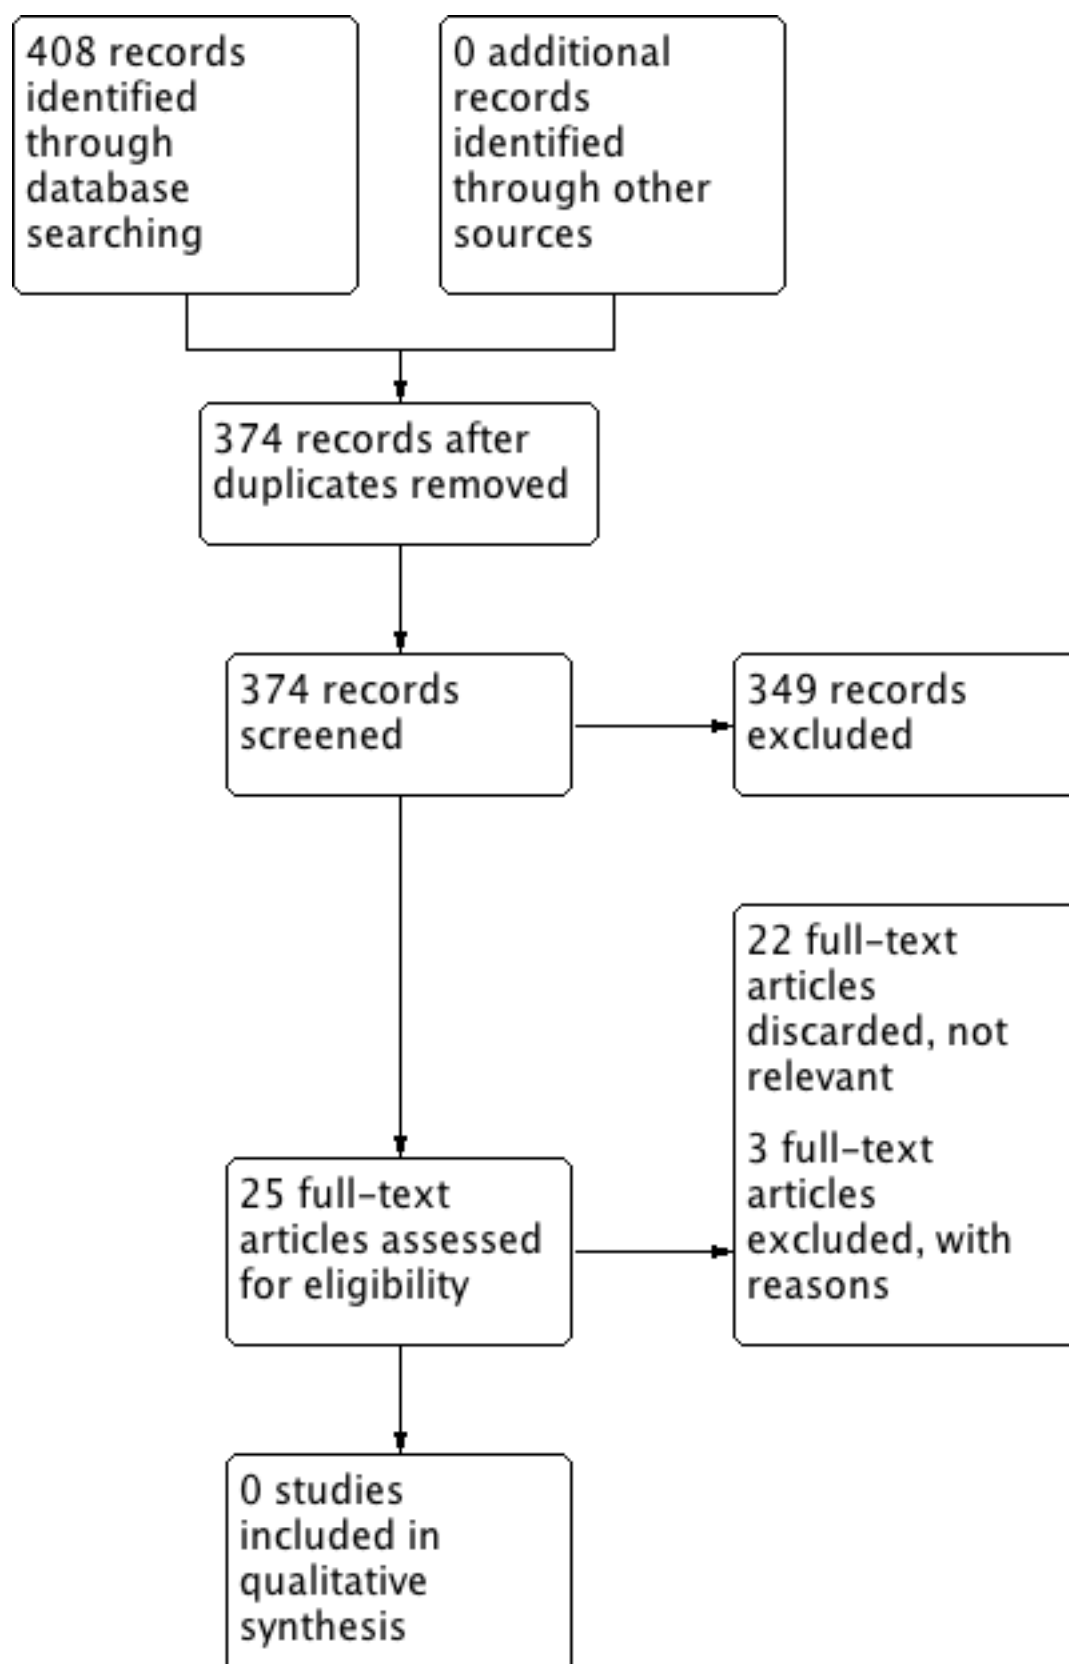 408 records
identified
through
database
searching
0 additional
records
identified
through other
sources
374 records after
duplicates removed
374 records
screened
349 records
excluded
22 full-text
articles
discarded, not
relevant
3 full-text
articles
excluded, with
reasons
25 full-text
articles assessed
for eligibility
0 studies
included in
qualitative
synthesis